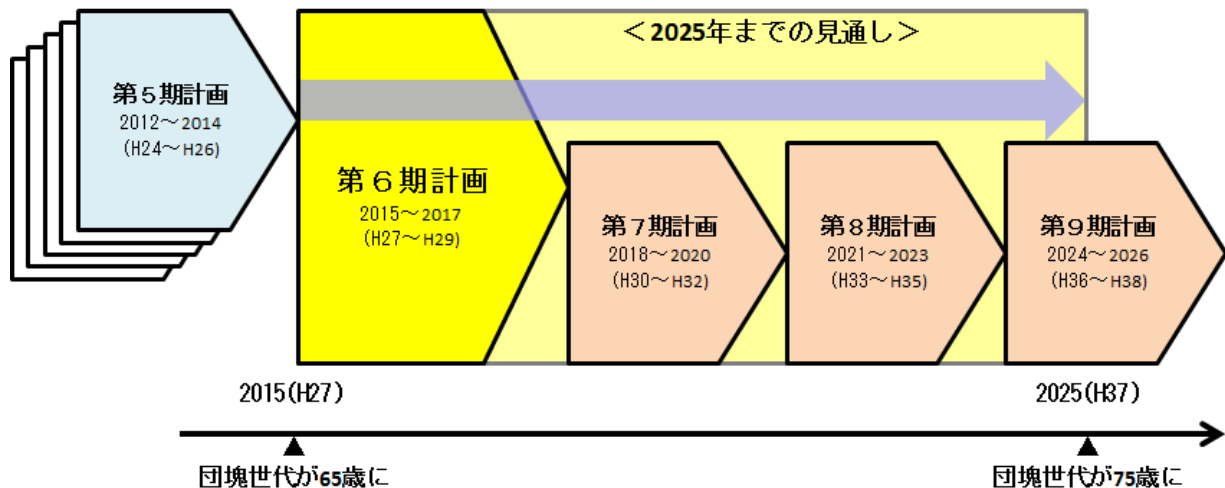 ＜2025年までの見通し＞
第５期計画
2012～2014
(H24～H26)
第６期計画
2015～2017
(H27～H29)
第７期計画
2018～2020
(H30～H32)
第８期計画
2021～2023
(H33～H35)
第９期計画
2024～2026
(H36～H38)
2015(H27)
2025(H37)
▲
▲
団塊世代が65歳に
団塊世代が75歳に